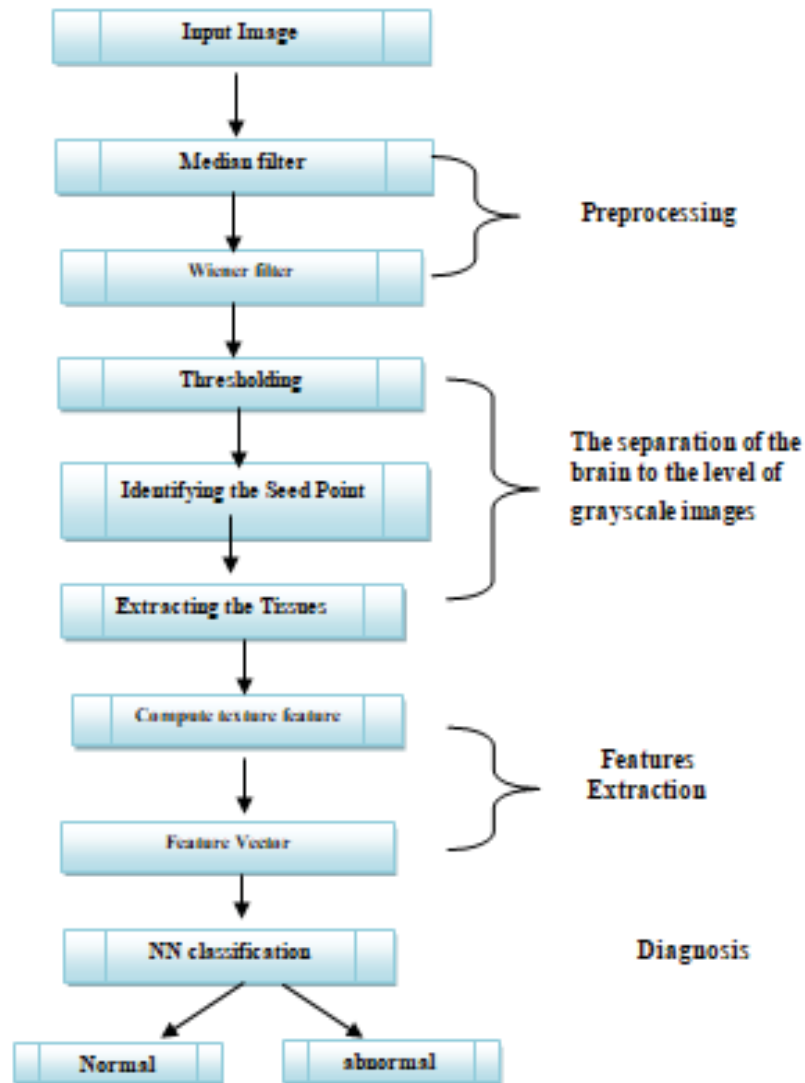 Input Image
Median filter
Preprocessing
Wiener filter
Thresholding
The separation of the
brain to the level of
grayscale images
Identifying the Seed Point
Extracting the Tissues
Compute texture feature
Features
Extraction
Feature Vector
NN classification
Diagnosis
Normal
abnormal